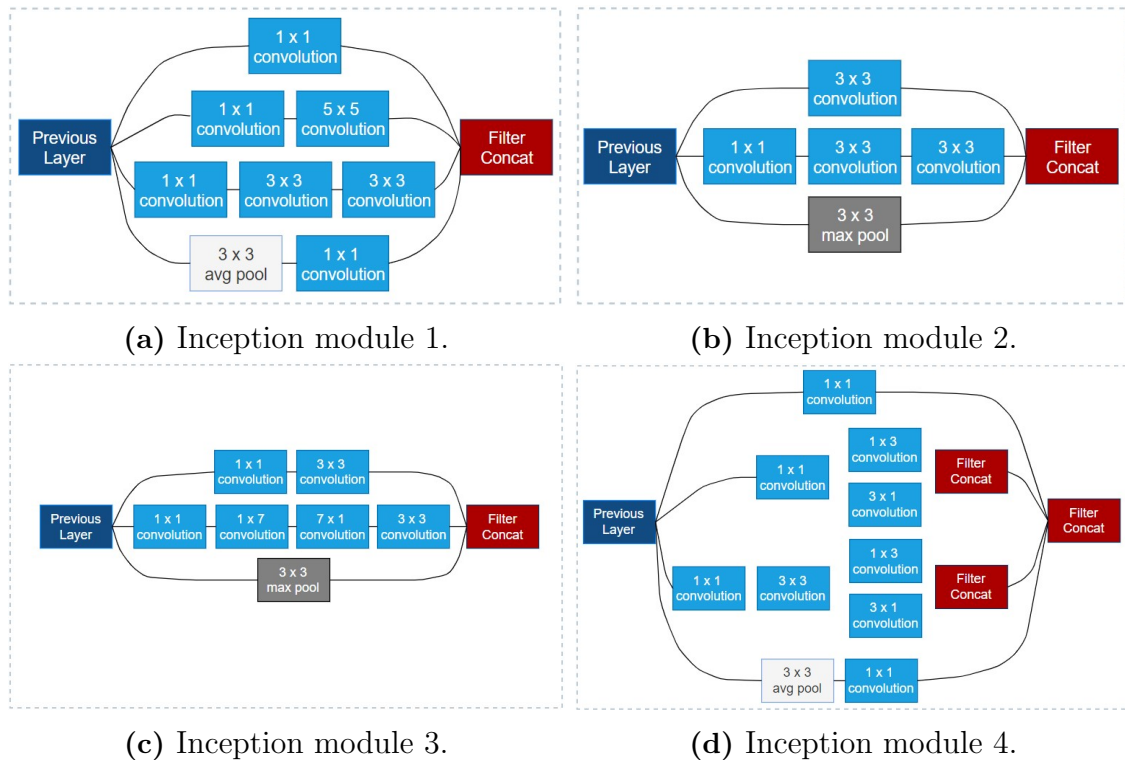 1 x 1
convolution
Previous
Layer
1 x 1
convolution
5 x 5
convolution
Filter
Concat
1 x 1
convolution
3 x 3
convolution
3 x 3
convolution
3 x 3
avg pool
1 x 1
convolution
(a) Inception module 1.
3 x 3
convolution
Previous
Layer
1 x 1
convolution
3 x 3
convolution
3 x 3
convolution
Filter
Concat
3 x 3
max pool
(b) Inception module 2.
1 x 1
convolution
3 x 3
convolution
Previous
Layer
1 x 1
convolution
1 x 7
convolution
7 x 1
convolution
3 x 3
convolution
Filter
Concat
3 x 3
max pool
(c) Inception module 3.
1 x 1
convolution
1 x 3
convolution
1 x 1
convolution
Filter
Concat
3 x 1
convolution
Previous
Layer
Filter
Concat
1 x 3
convolution
1 x 1
convolution
3 x 3
convolution
Filter
Concat
3 x 1
convolution
3 x 3
avg pool
1 x 1
convolution
(d) Inception module 4.